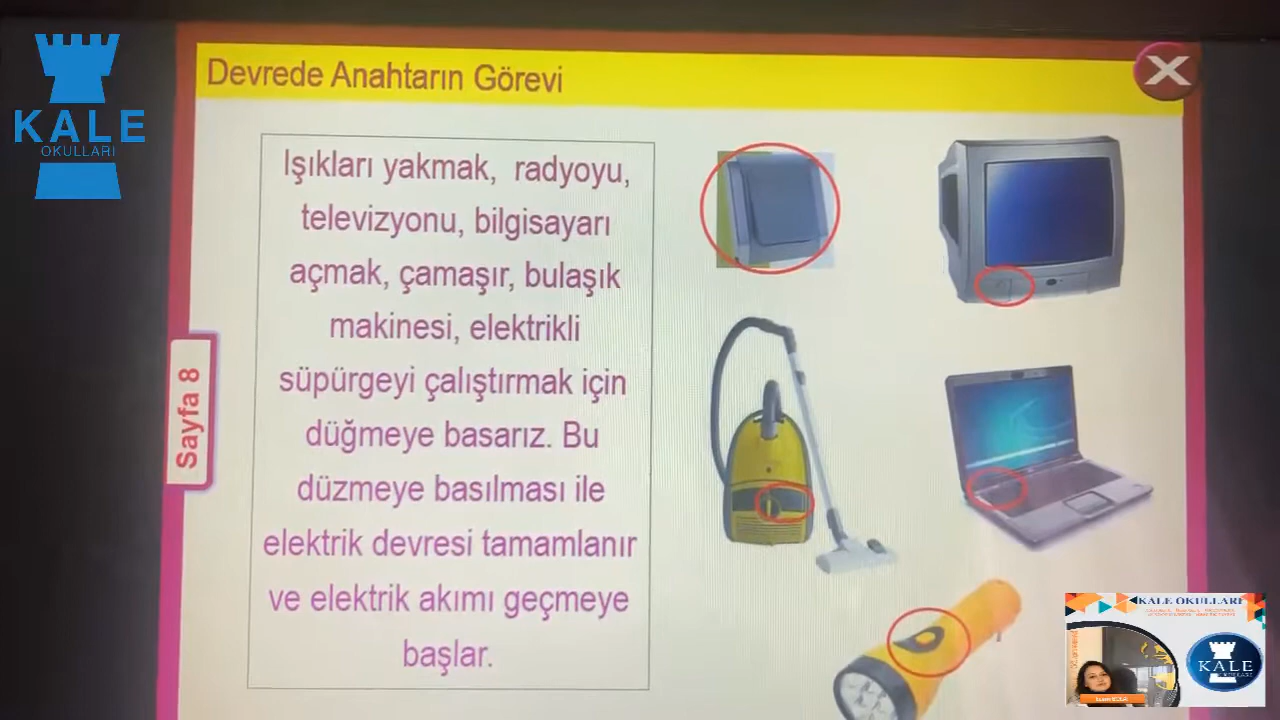 KALE
OKULLARI
Devrede Anahtarın Görevi
Işıkları yakmak, radyoyu,
televizyonu, bilgisayarı
açmak, çamaşır, bulaşık
makinesi, elektrikli
süpürgeyi çalıştırmak için
düğmeye basarız. Bu
düzmeye basılması ile
elektrik devresi tamamlanır
ve elektrik akımı geçmeye
başlar.
Sayfa 8
KALE OKULLARI
KALE
OKULLARI